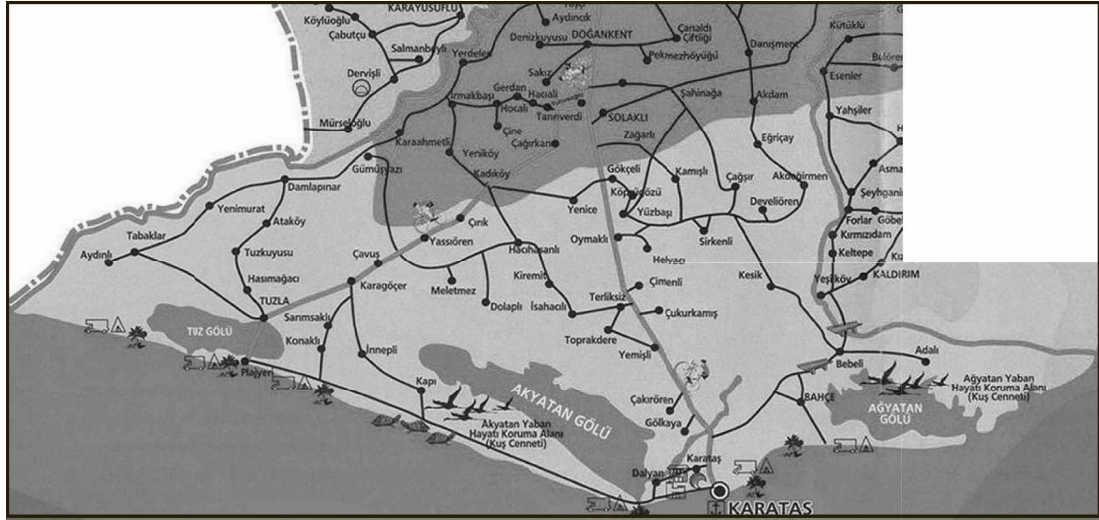 KARAYUSUFLU
Köylüoğlu
Aydıncık
Çanaldı
Çiftliği
Kütüklü
Çabutçu
Denizkuyusu
DOĞANKENT
Danışment
Salmanbeyli
Yerdelen
Pekmezhöyüğü
Dervişli
Sakız
Esenler
Gerdan
Hacıali
Şahinağa
Irmakbaşı
Hocalı
Akdam
Tanrıverdi
SOLAKLI
Yahşiler
Mürseloğlu
Çine
Zağarlı
Karaahmetli
Çağırkan
Eğriçay
Yeniköy
Gümüşyazı
Kadıköy
Gökçeli
Kamışlı
Çağşır
Akdeğirmen
Damlapınar
Köprügözü
Yenimurat
Yenice
Yüzbaşı
Develiören
Ataköy
Çırık
Forlar
Tabaklar
Yassıören
Oymaklı
Sirkenli
Kırmızıdam
Aydınlı
Tuzkuyusu
Hacıhasanlı
Helvacı
Keltepe
Çavuş
Hasımağacı
Karagöçer
Meletmez
Kiremit
Çimenli
Kesik
Yeşilköy
KALDIRIM
TUZLA
Sarımsaklı
Dolaplı
İsahacılı
Terliksiz
Çukurkamış
TUZ GÖLÜ
Konaklı
İnnepli
Toprakdere
Yemişli
Adalı
Plajyeri
Bebeli
Kapı
AKYATAN GÖLÜ
Çakırören
BAHÇE
AĞYATAN
GÖLÜ
Ağyatan Yaban
Hayatı Koruma Alanı
(Kuş Cenneti)
Akyatan Yaban
Hayatı Koruma Alanı
(Kuş Cenneti)
Gölkaya
Karataş
Dalyan
KARATAŞ